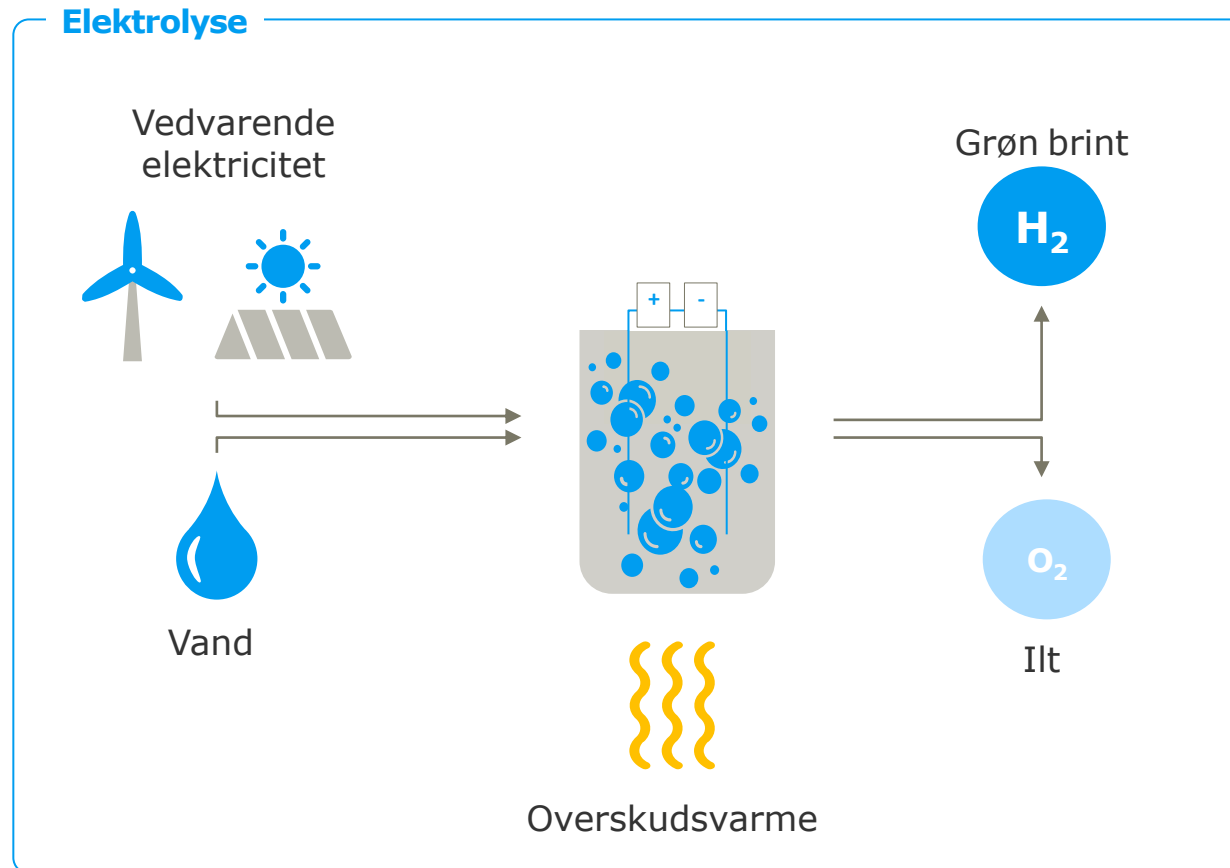 Elektrolyse
Vedvarende
elektricitet
Grøn brint
H₂
+ -
O₂
Vand
Ilt
Overskudsvarme